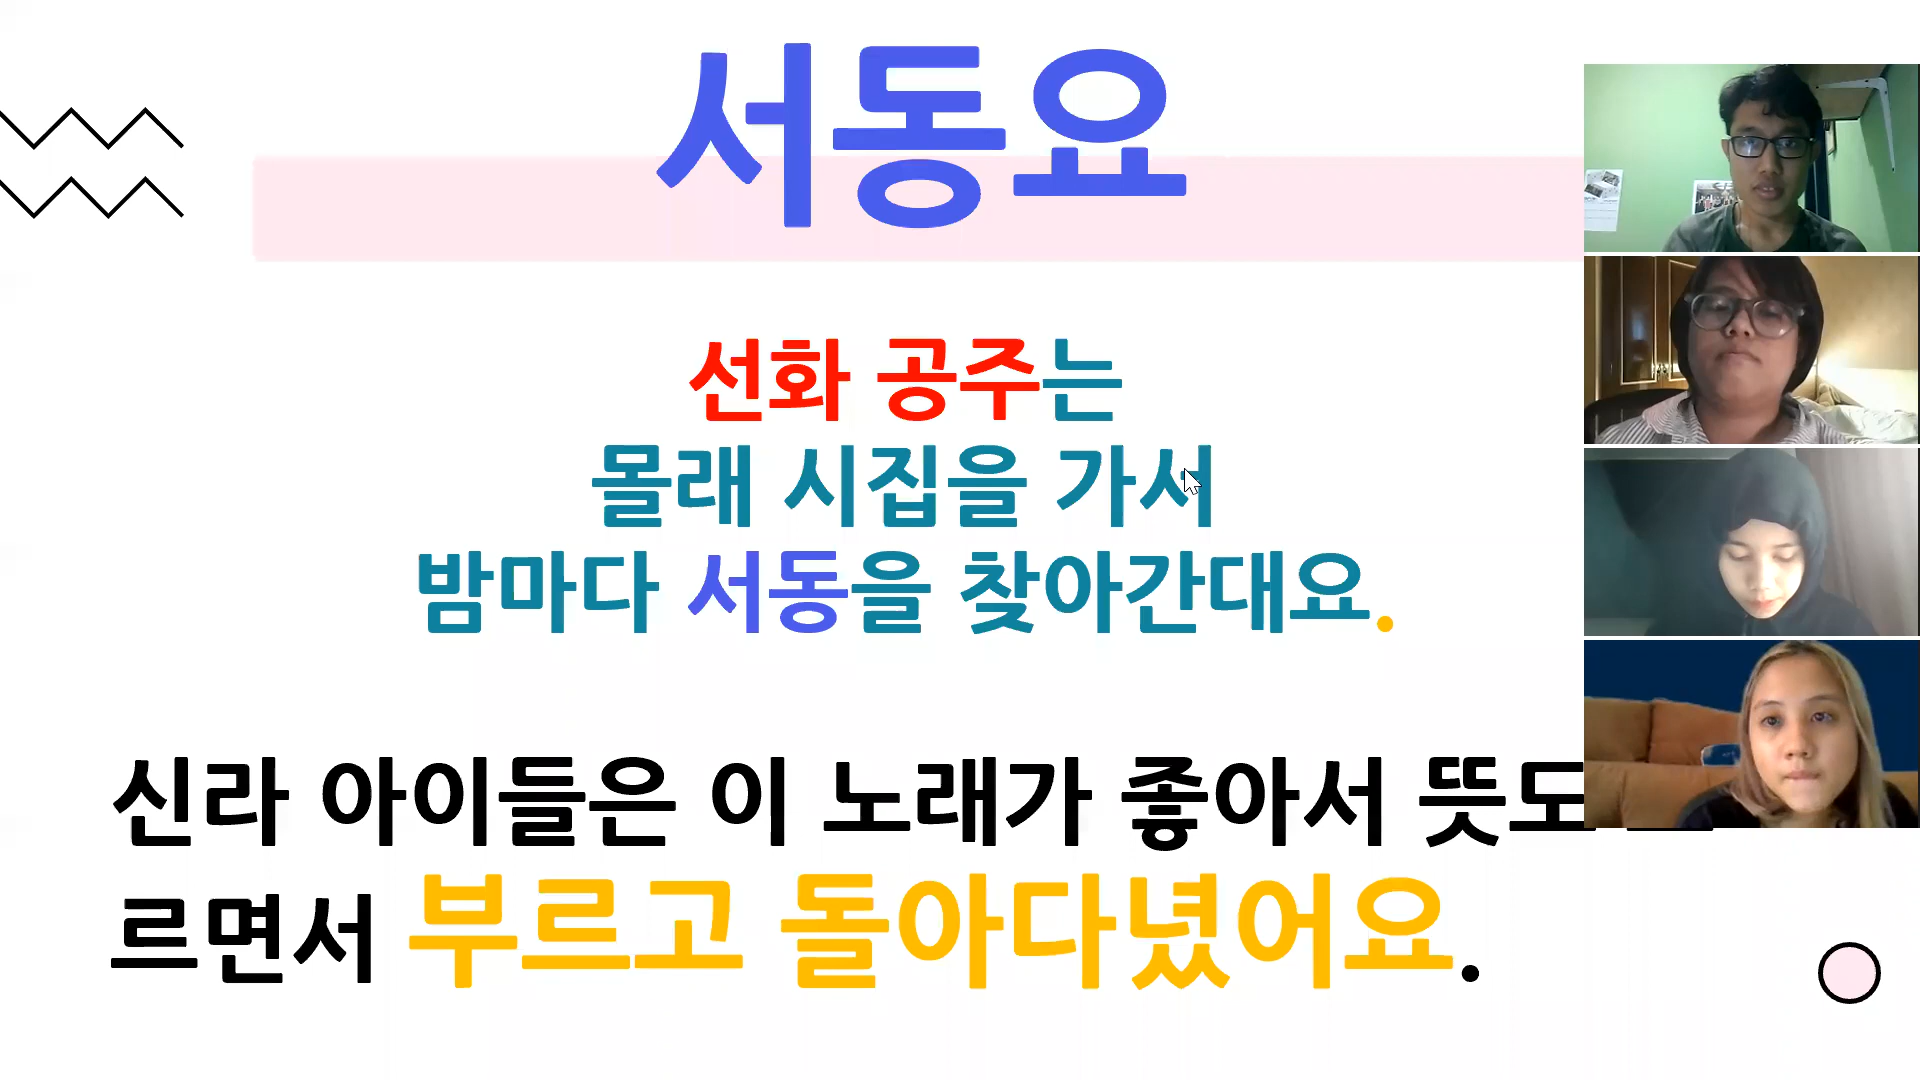 서동요
선화 공주는
몰래 시집을 가서
밤마다 서동을 찾아간대요.
신라 아이들은 이 노래가 좋아서 뜻도
르면서 부르고 돌아다녔어요.